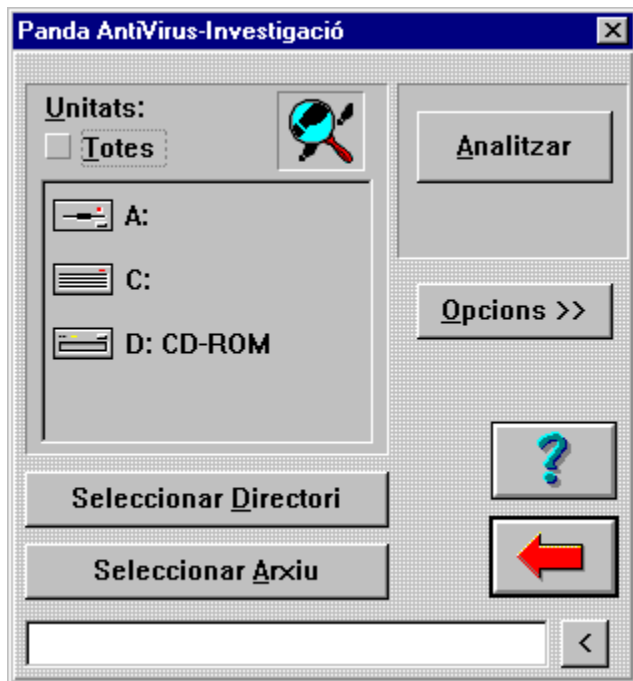 Panda AntiVirus-Investigació
Unitats:
Totes
A:
C:
D: CD-ROM
Analitzar
Opcions >>
?
Seleccionar Directori
Seleccionar Arxiu
<